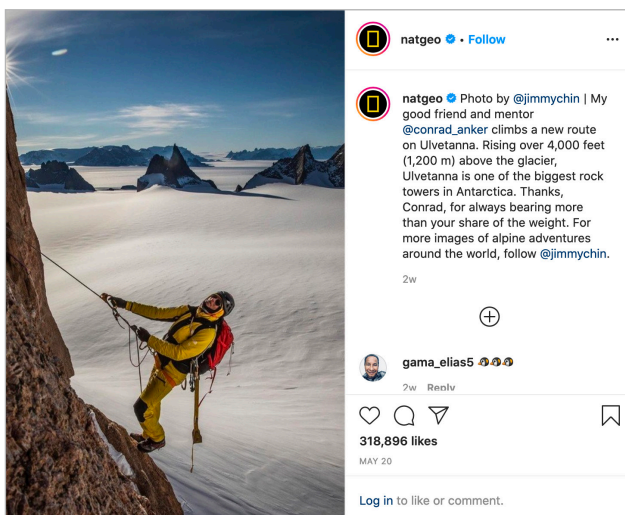 natgeo • Follow
natgeo Photo by @jimmychin | My
good friend and mentor
@conrad_anker climbs a new route
on Ulvetanna. Rising over 4,000 feet
(1,200 m) above the glacier,
Ulvetanna is one of the biggest rock
towers in Antarctica. Thanks,
Conrad, for always bearing more
than your share of the weight. For
more images of alpine adventures
around the world, follow @jimmychin.
2w
gama_elias5 🐧🐧🐧
2w Reply
318,896 likes
MAY 20
Log in to like or comment.